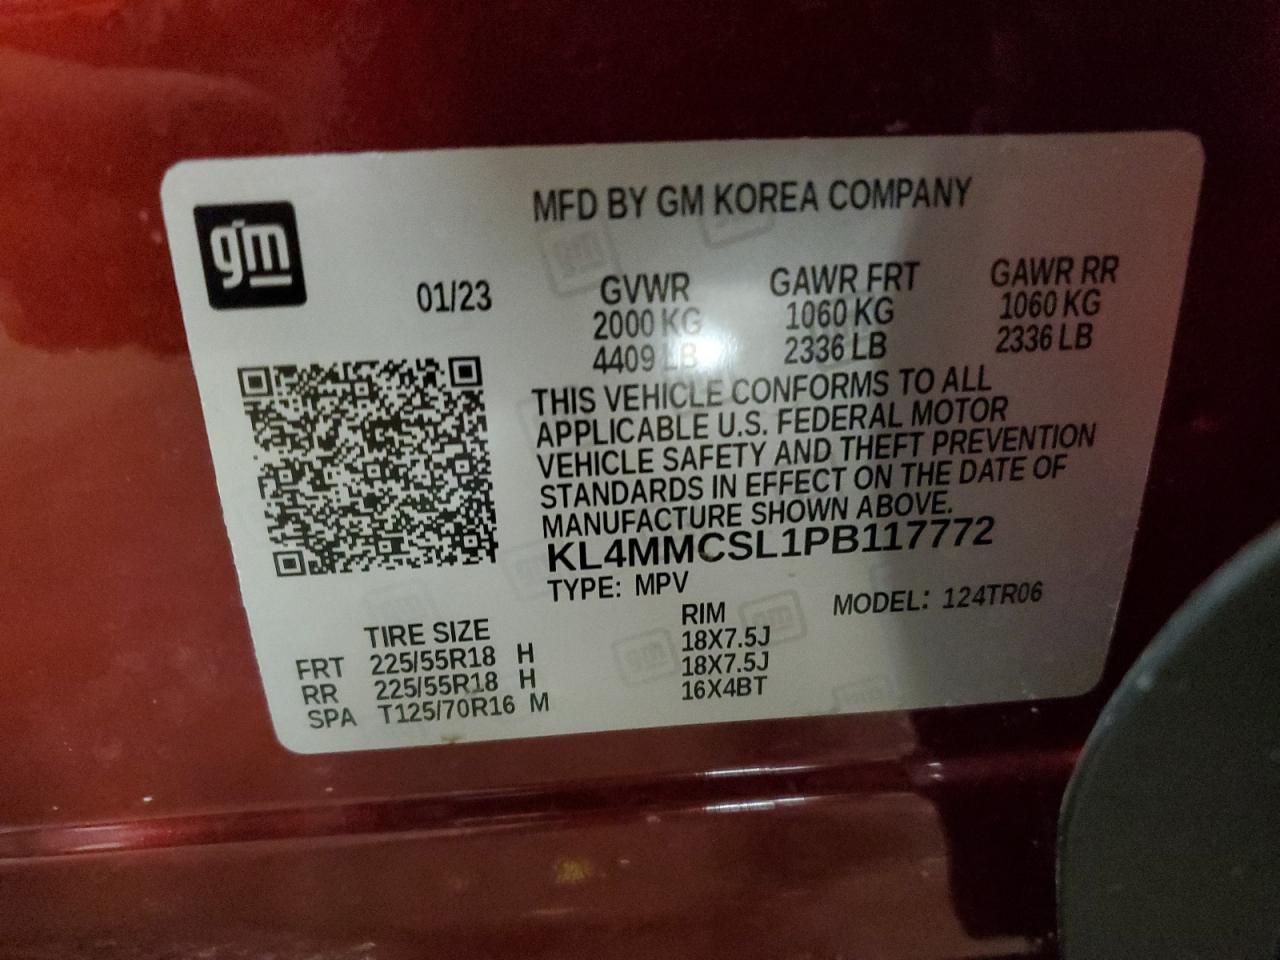 gm
MFD BY GM KOREA COMPANY
01/23
GVWR GAWR FRT GAWR RR
2000 KG 1060 KG 1060 KG
4409 LB 2336 LB 2336 LB
THIS VEHICLE CONFORMS TO ALL
APPLICABLE U.S. FEDERAL MOTOR
VEHICLE SAFETY AND THEFT PREVENTION
STANDARDS IN EFFECT ON THE DATE OF
MANUFACTURE SHOWN ABOVE.
KL4MMCSL1PB117772
TYPE: MPV
MODEL: 124TR06
TIRE SIZE RIM
FRT 225/55R18 H 18X7.5J
RR 225/55R18 H 18X7.5J
SPA T125/70R16 M 16X4BT